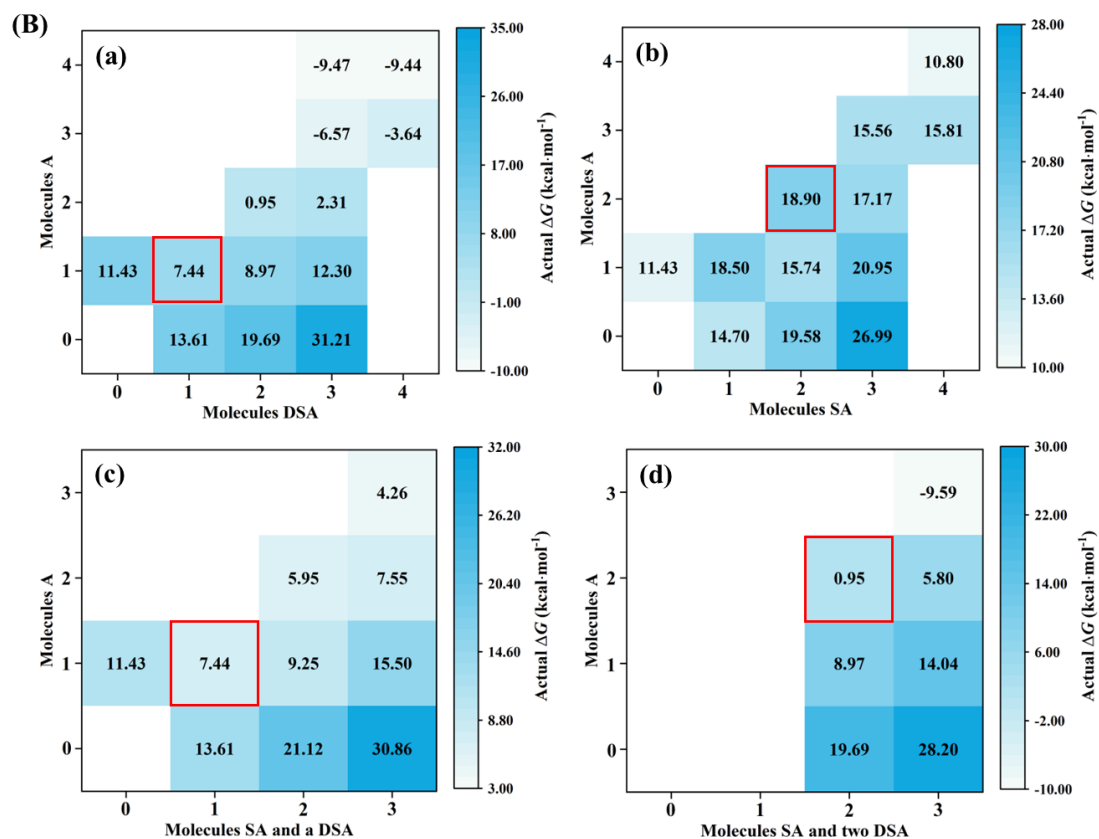 (B)
(a)
4
3
2
1
0
Molecules A
-9.47 -9.44
-6.57 -3.64
0.95 2.31
11.43 7.44 8.97 12.30
13.61 19.69 31.21
0 1 2 3 4
Molecules DSA
35.00
26.00
17.00
8.00
-1.00
-10.00
Actual ΔG (kcal·mol⁻¹)
(b)
4
3
2
1
0
Molecules A
10.80
15.56 15.81
18.90 17.17
11.43 18.50 15.74 20.95
14.70 19.58 26.99
0 1 2 3 4
Molecules SA
28.00
24.40
20.80
17.20
13.60
10.00
Actual ΔG (kcal·mol⁻¹)
(c)
3
2
1
0
Molecules A
4.26
5.95 7.55
11.43 7.44 9.25 15.50
13.61 21.12 30.86
0 1 2 3
Molecules SA and a DSA
32.00
26.20
20.40
14.60
8.80
3.00
Actual ΔG (kcal·mol⁻¹)
(d)
3
2
1
0
Molecules A
-9.59
0.95 5.80
8.97 14.04
19.69 28.20
0 1 2 3
Molecules SA and two DSA
30.00
22.00
14.00
6.00
-2.00
-10.00
Actual ΔG (kcal·mol⁻¹)